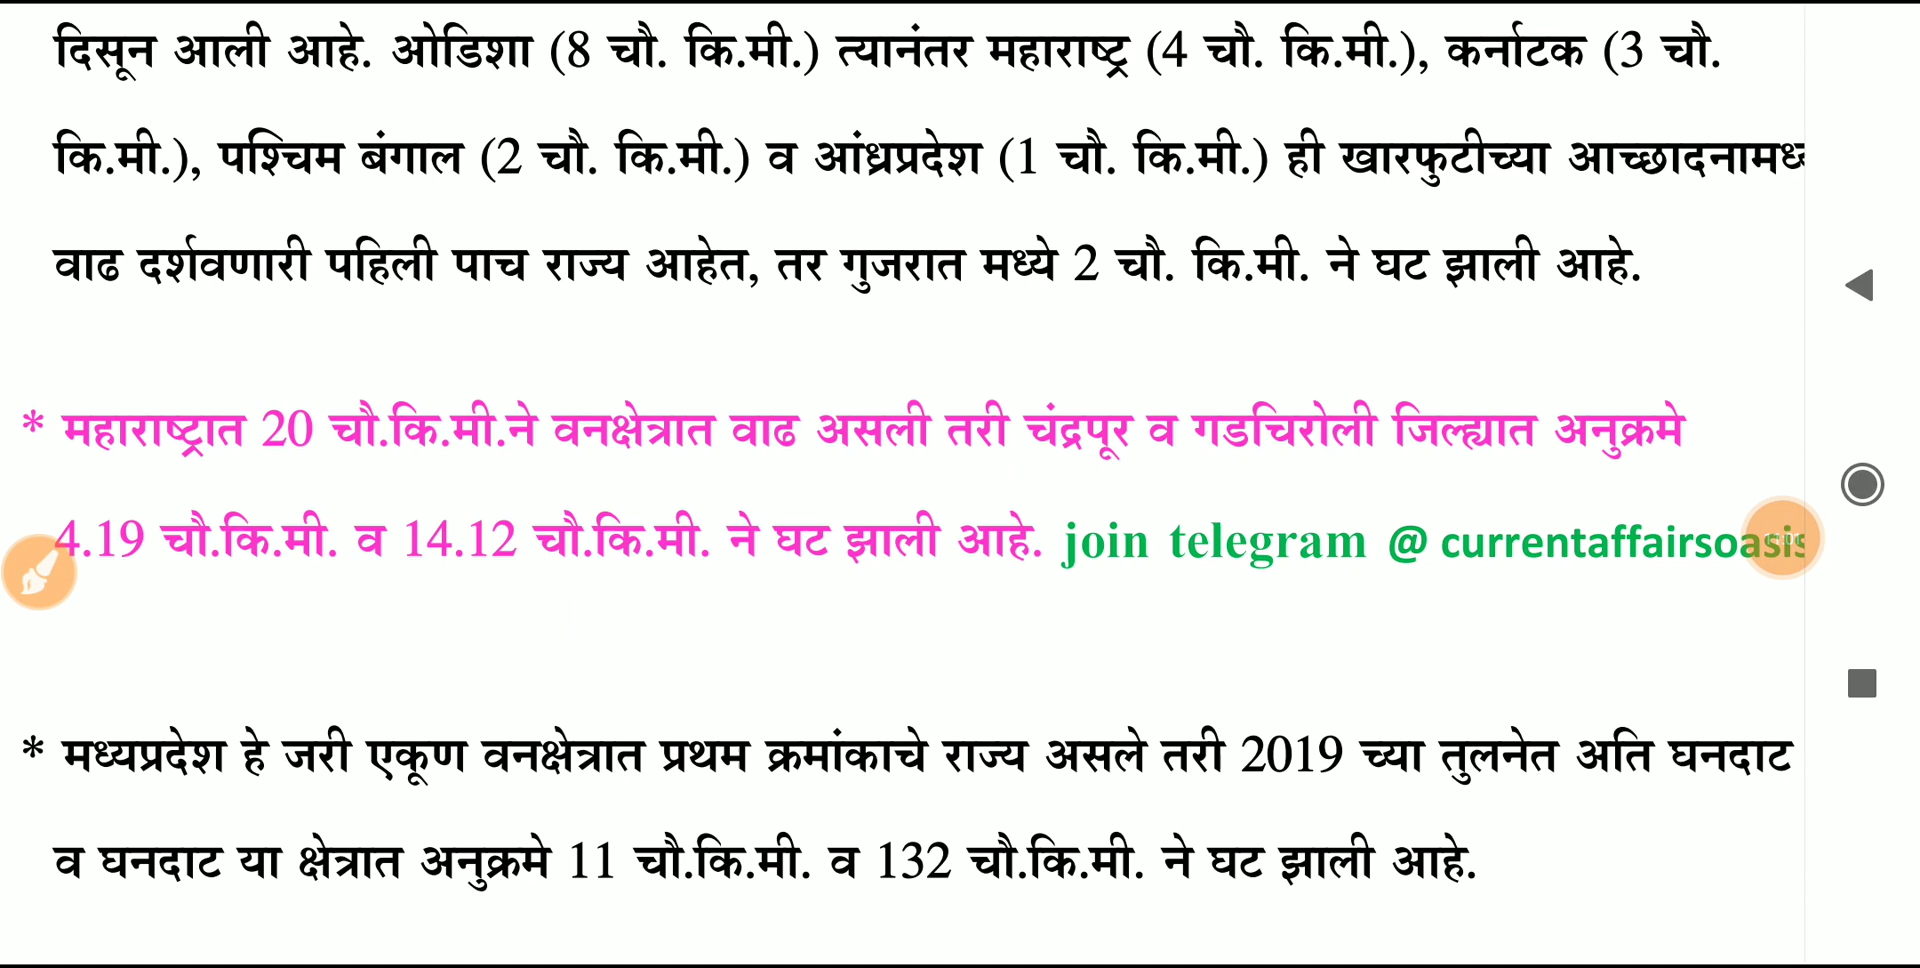 दिसून आली आहे. ओडिशा (8 चौ. कि.मी.) त्यानंतर महाराष्ट्र (4 चौ. कि.मी.), कर्नाटक (3 चौ.
कि.मी.), पश्चिम बंगाल (2 चौ. कि.मी.) व आंध्रप्रदेश (1 चौ. कि.मी.) ही खारफुटीच्या
वाढ दर्शवणारी पहिली पाच राज्य आहेत, तर गुजरात मध्ये 2 चौ. कि.मी. ने घट झाली आहे.
* महाराष्ट्रात 20 चौ.कि.मी.ने वनक्षेत्रात वाढ असली तरी चंद्रपूर व गडचिरोली जिल्ह्यात अनुक्रमे
4.19 चौ.कि.मी. व 14.12 चौ.कि.मी. ने घट झाली आहे. join telegram @ currentaffairsoasis
* मध्यप्रदेश हे जरी एकूण वनक्षेत्रात प्रथम क्रमांकाचे राज्य असले तरी 2019 च्या तुलनेत अति घनदाट
व घनदाट या क्षेत्रात अनुक्रमे 11 चौ.कि.मी. व 132 चौ.कि.मी. ने घट झाली आहे.